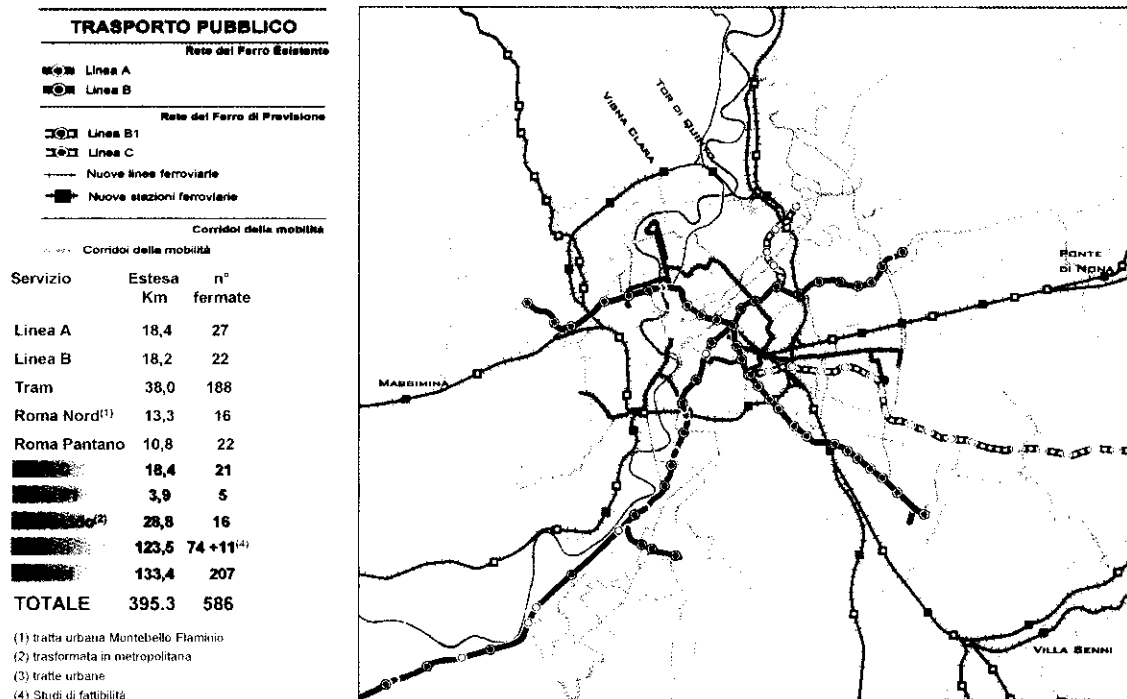 TRASPORTO PUBBLICO
Rete del Ferro Esistente
Linea A
Linea B
Rete del Ferro di Previsione
Linea B1
Linea C
Nuove linee ferroviarie
Nuove stazioni ferroviarie
Corridoi della mobilità
Corridoi della mobilità
Servizio Estesa n°
Km fermate
Linea A 18,4 27
Linea B 18,2 22
Tram 38,0 188
Roma Nord(1) 13,3 16
Roma Pantano 10,8 22
18,4 21
3,9 5
(2) 28,8 16
123,5 74 +11(4)
133,4 207
TOTALE 395.3 586
(1) tratta urbana Montebello Flaminio
(2) trasformata in metropolitana
(3) tratte urbane
(4) Studi di fattibilità
VIGNA CLARA
TOR DI QUINTO
PONTE
DI NONA
MASSIMINA
VILLA SENNI